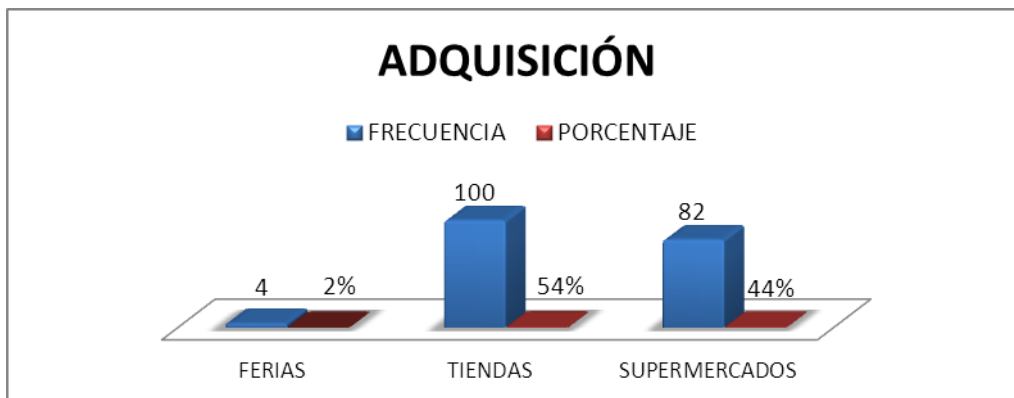 ADQUISICIÓN
FRECUENCIA PORCENTAJE
100
82
4 2% 54% 44%
FERIAS TIENDAS SUPERMERCADOS